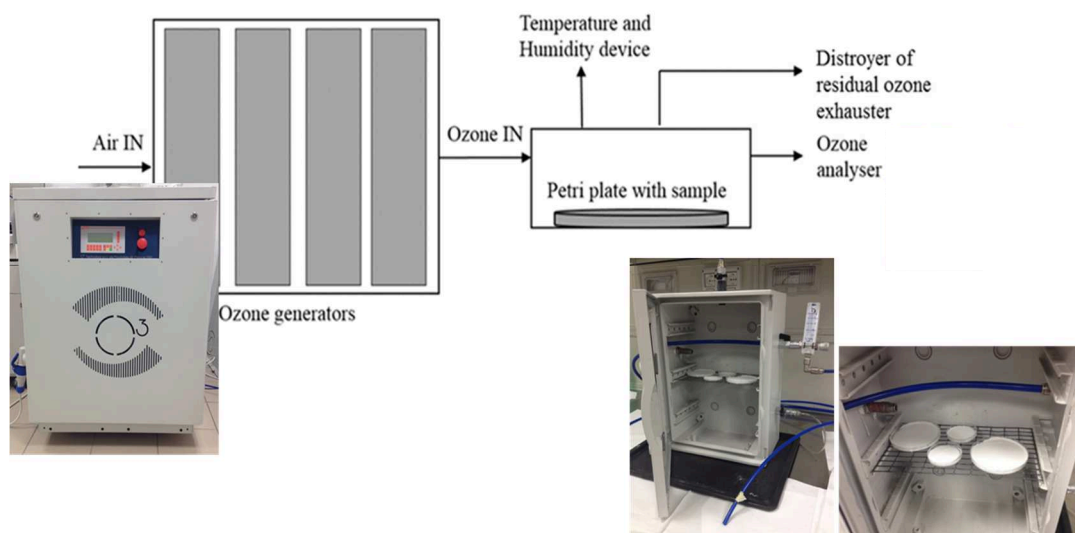 Temperature and
Humidity device
Distroyer of
residual ozone
exhauster
Air IN
Ozone IN
Ozone
analyser
Petri plate with sample
Ozone generators
O3